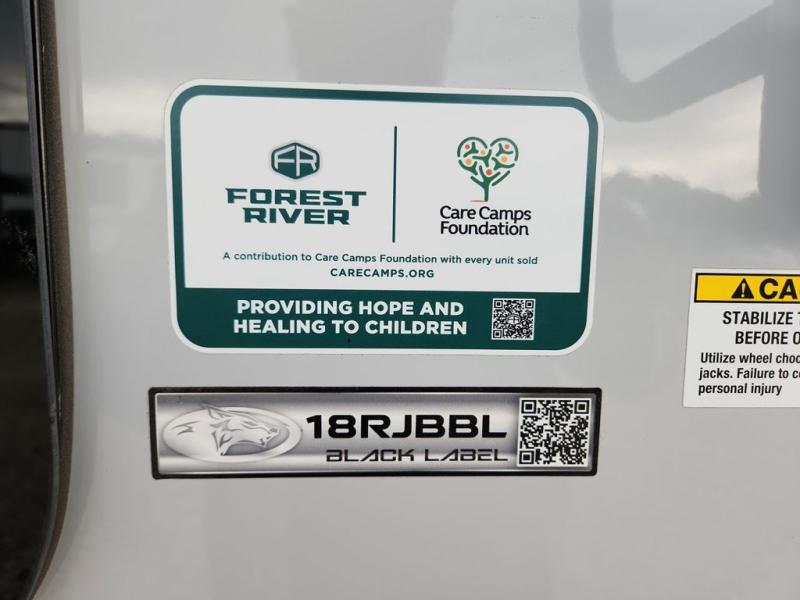 FR
FOREST
RIVER
Care Camps
Foundation
A contribution to Care Camps Foundation with every unit sold
CARECAMPS.ORG
PROVIDING HOPE AND
HEALING TO CHILDREN
18RJBBL
BLACK LABEL
CA
STABILIZE
BEFORE O
Utilize wheel choc
jacks. Failure to c
personal injury